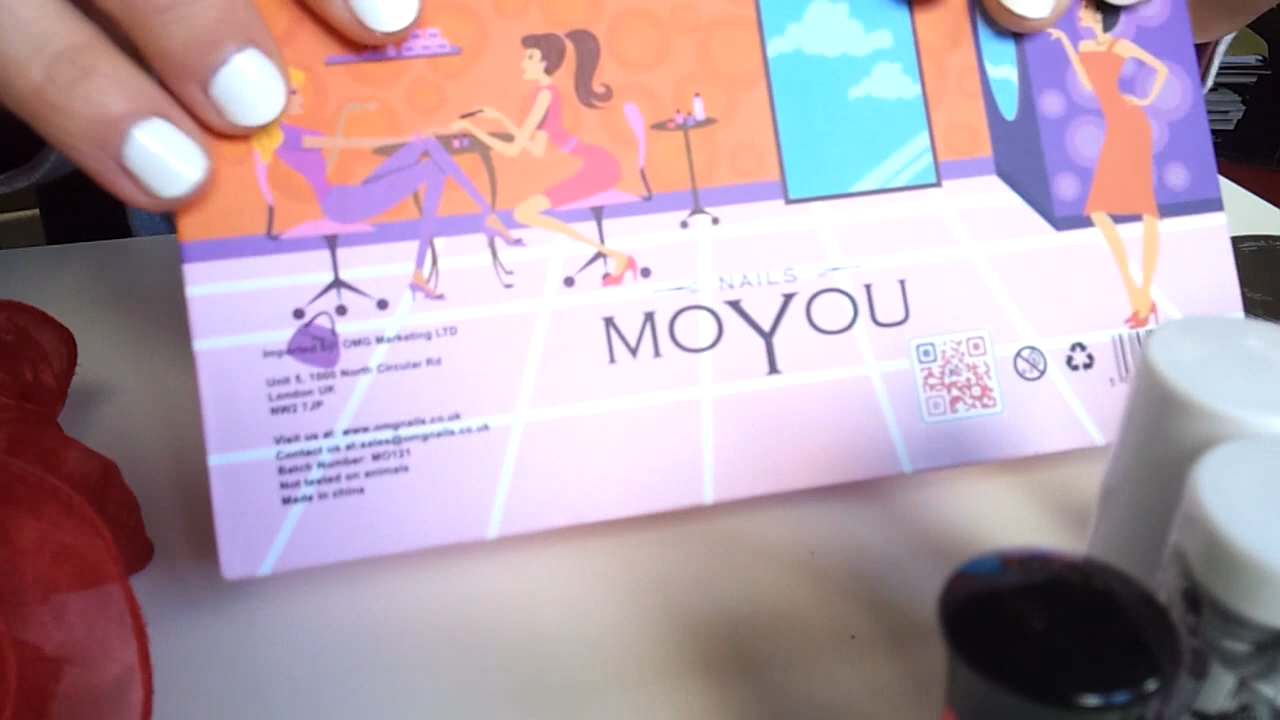 NAILS
MOYOU
Imported by: OMG Marketing LTD
Unit 5, 1000 North Circular Rd
London UK
NW2 7JP
Visit us at: www.omgnails.co.uk
Contact us at:sales@omgnails.co.uk
Batch Number: MO121
Not tested on animals
Made in china